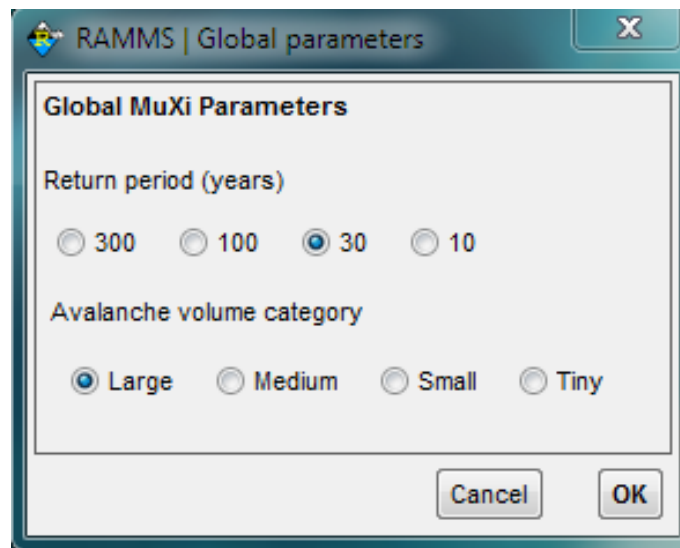 RAMMS | Global parameters
Global MuXi Parameters
Return period (years)
300 100 30 10
Avalanche volume category
Large Medium Small Tiny
Cancel OK